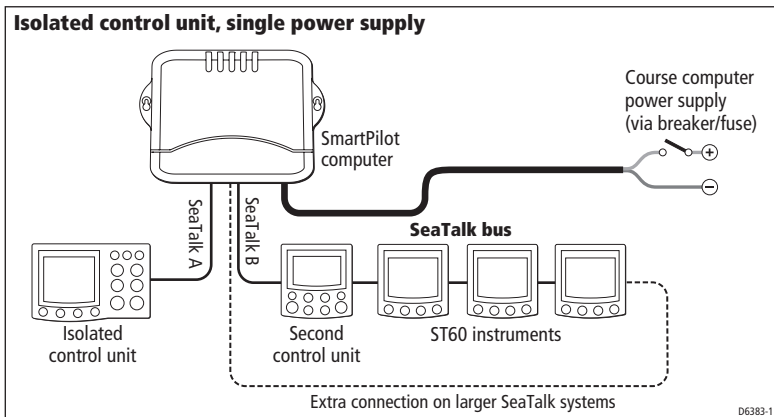 Isolated control unit, single power supply
Course computer
power supply
(via breaker/fuse)
+
−
SmartPilot
computer
SeaTalk A
SeaTalk B
SeaTalk bus
Isolated
control unit
Second
control unit
ST60 instruments
Extra connection on larger SeaTalk systems
D6383-1